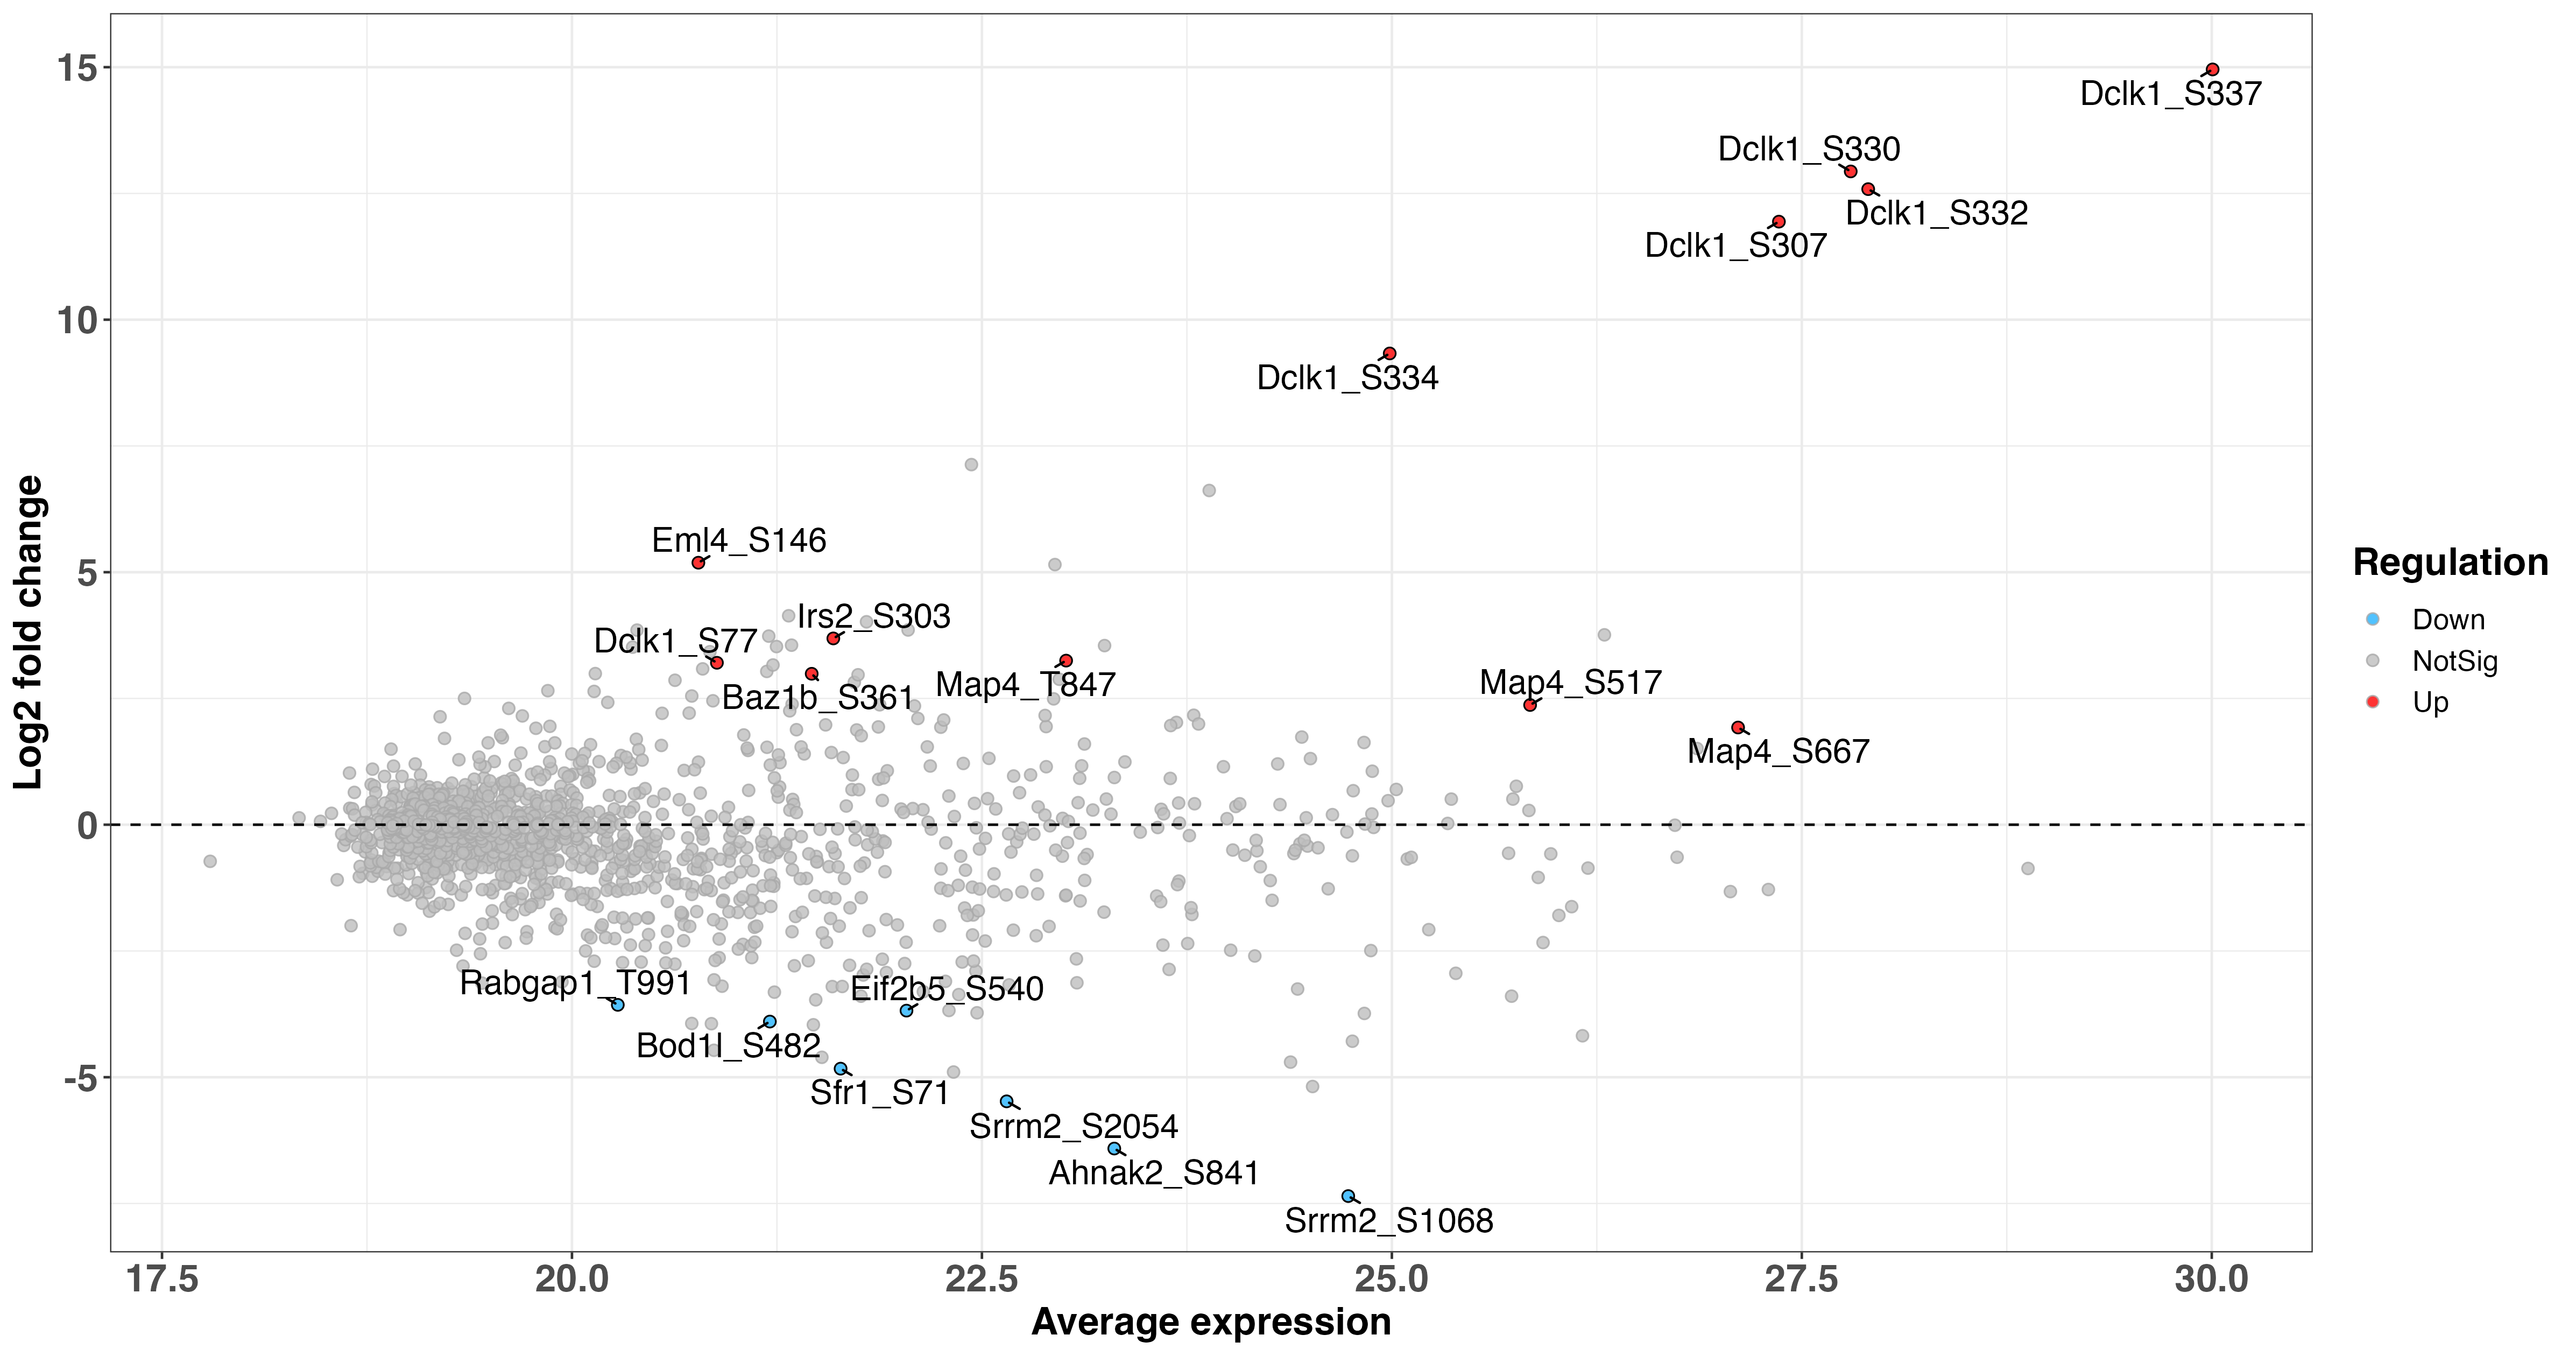 15
10
5
0
-5
Log2 fold change
Dclk1_S337
Dclk1_S330
Dclk1_S332
Dclk1_S307
Dclk1_S334
Eml4_S146
Irs2_S303
Dclk1_S77
Baz1b_S361
Map4_T847
Map4_S517
Map4_S667
Rabgap1_T991
Eif2b5_S540
Bod1l_S482
Sfr1_S71
Srrm2_S2054
Ahnak2_S841
Srrm2_S1068
17.5 20.0 22.5 25.0 27.5 30.0
Average expression
Regulation
Down
NotSig
Up